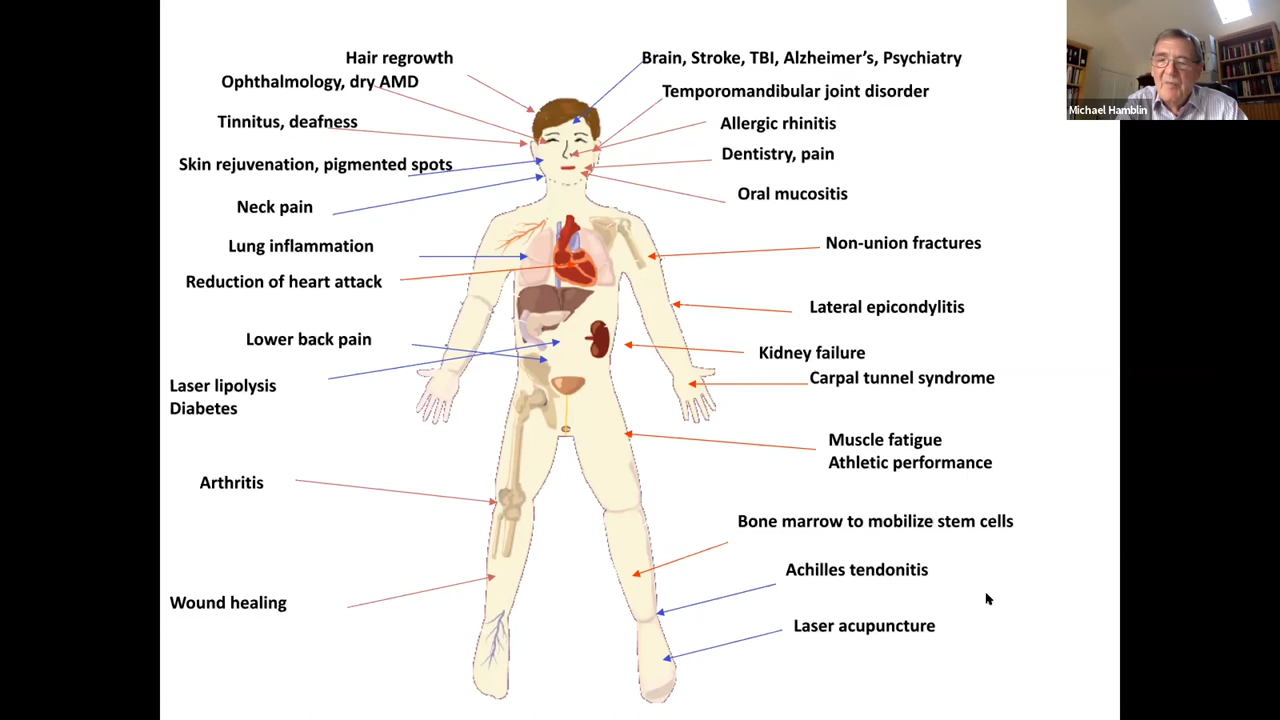 Hair regrowth
Ophthalmology, dry AMD
Tinnitus, deafness
Skin rejuvenation, pigmented spots
Neck pain
Lung inflammation
Reduction of heart attack
Lower back pain
Laser lipolysis
Diabetes
Arthritis
Wound healing
Brain, Stroke, TBI, Alzheimer’s, Psychiatry
Temporomandibular joint disorder
Allergic rhinitis
Dentistry, pain
Oral mucositis
Non-union fractures
Lateral epicondylitis
Kidney failure
Carpal tunnel syndrome
Muscle fatigue
Athletic performance
Bone marrow to mobilize stem cells
Achilles tendonitis
Laser acupuncture
Michael Hamblin